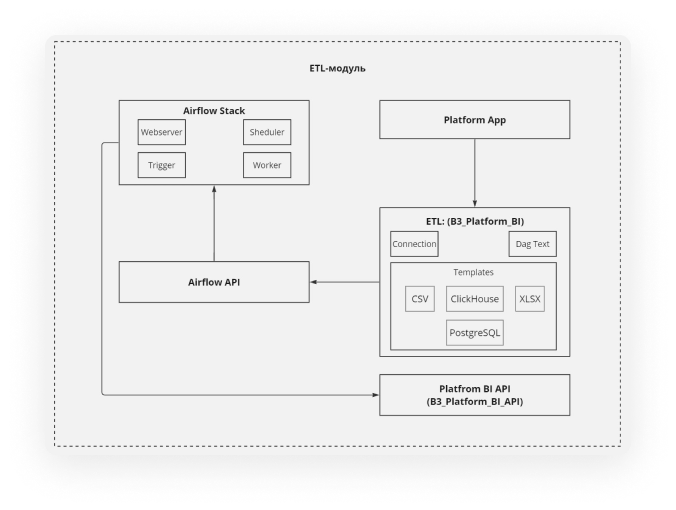 ETL-модуль
Airflow Stack
Webserver
Sheduler
Trigger
Worker
Platform App
ETL: (B3_Platform_BI)
Connection
Dag Text
Templates
CSV
ClickHouse
XLSX
PostgreSQL
Airflow API
Platfrom BI API
(B3_Platform_BI_API)